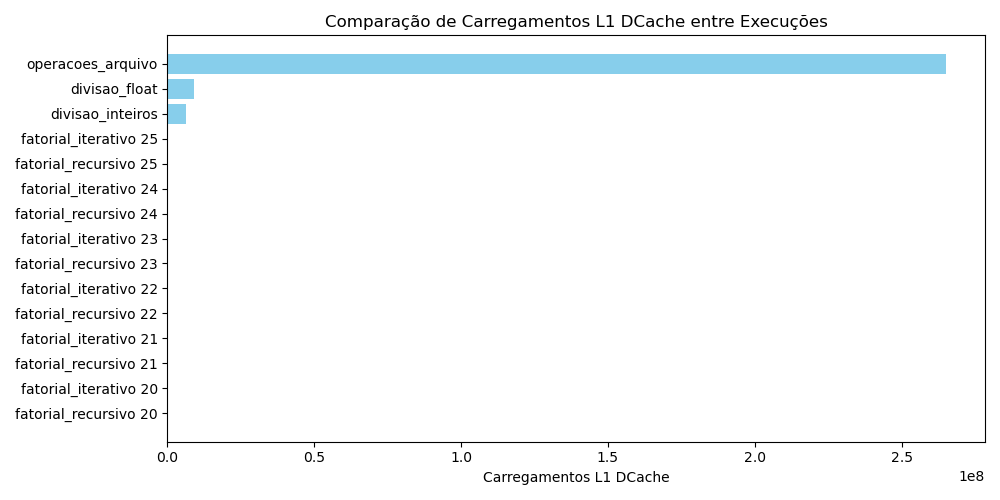 Comparação de Carregamentos L1 DCache entre Execuções
operacoes_arquivo
divisao_float
divisao_inteiros
fatorial_iterativo 25
fatorial_recursivo 25
fatorial_iterativo 24
fatorial_recursivo 24
fatorial_iterativo 23
fatorial_recursivo 23
fatorial_iterativo 22
fatorial_recursivo 22
fatorial_iterativo 21
fatorial_recursivo 21
fatorial_iterativo 20
fatorial_recursivo 20
0.0 0.5 1.0 1.5 2.0 2.5
1e8
Carregamentos L1 DCache